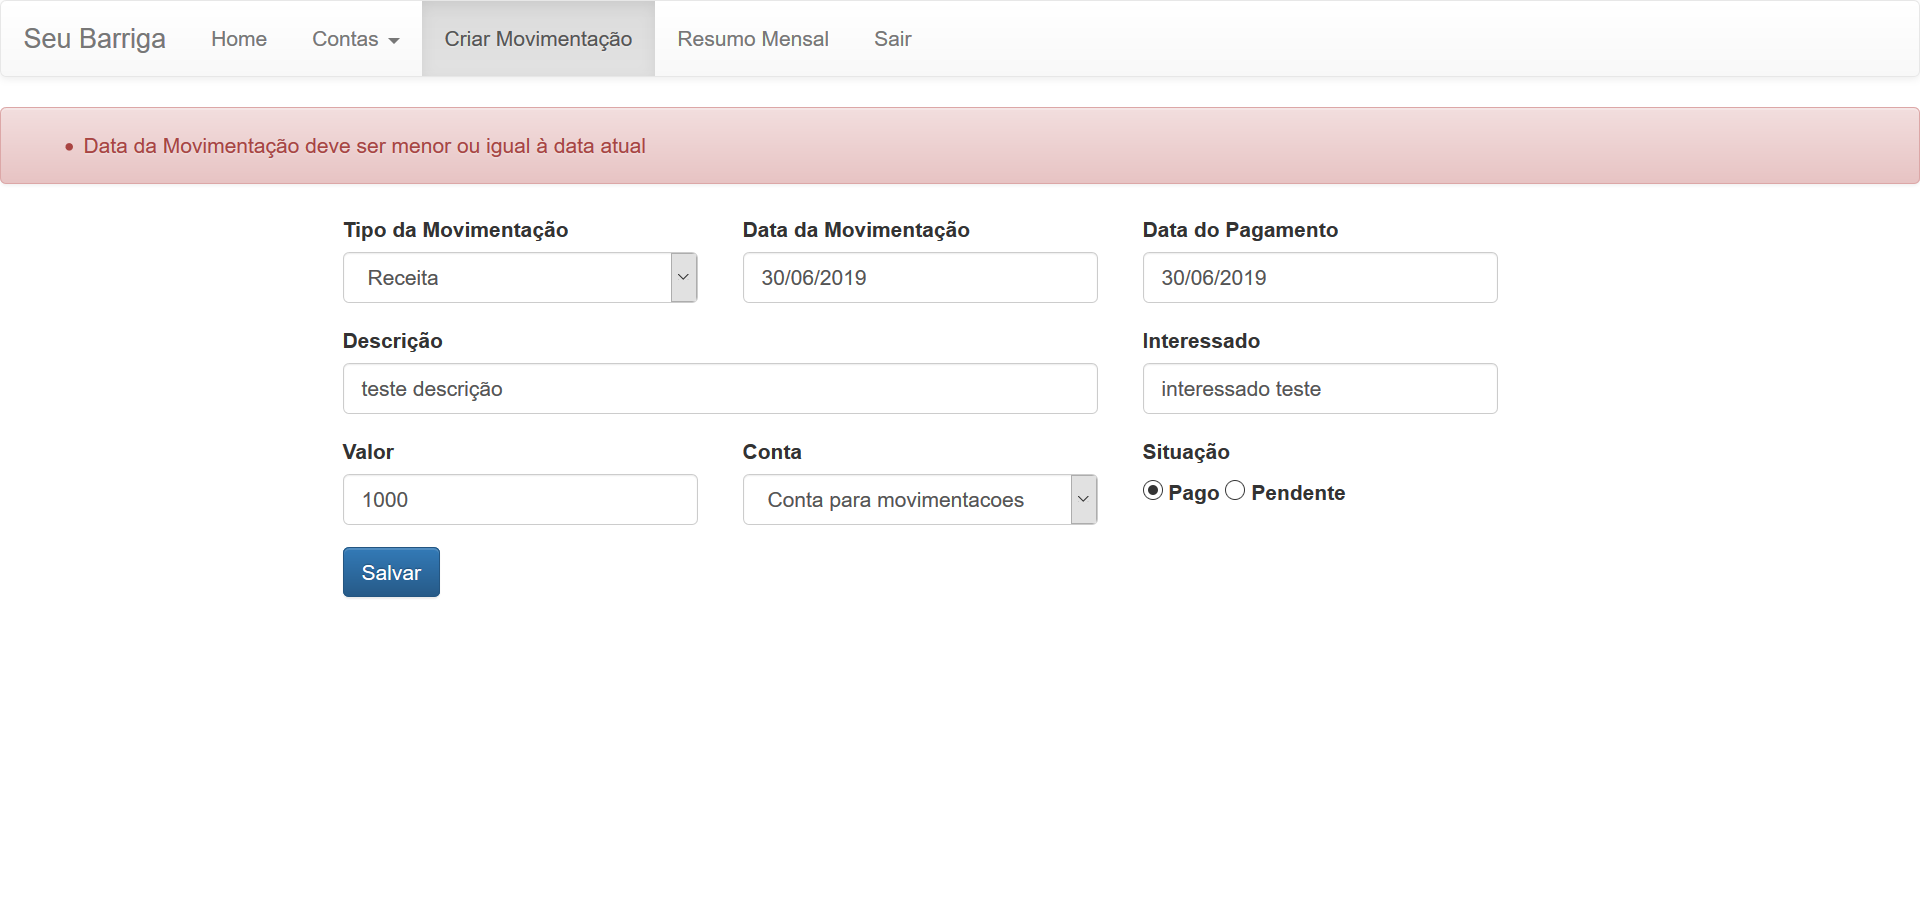 Seu Barriga Home Contas Criar Movimentação Resumo Mensal Sair
Data da Movimentação deve ser menor ou igual à data atual
Tipo da Movimentação Data da Movimentação Data do Pagamento
Receita 30/06/2019 30/06/2019
Descrição Interessado
teste descrição interessado teste
Valor Conta Situação
1000 Conta para movimentacoes Pago Pendente
Salvar